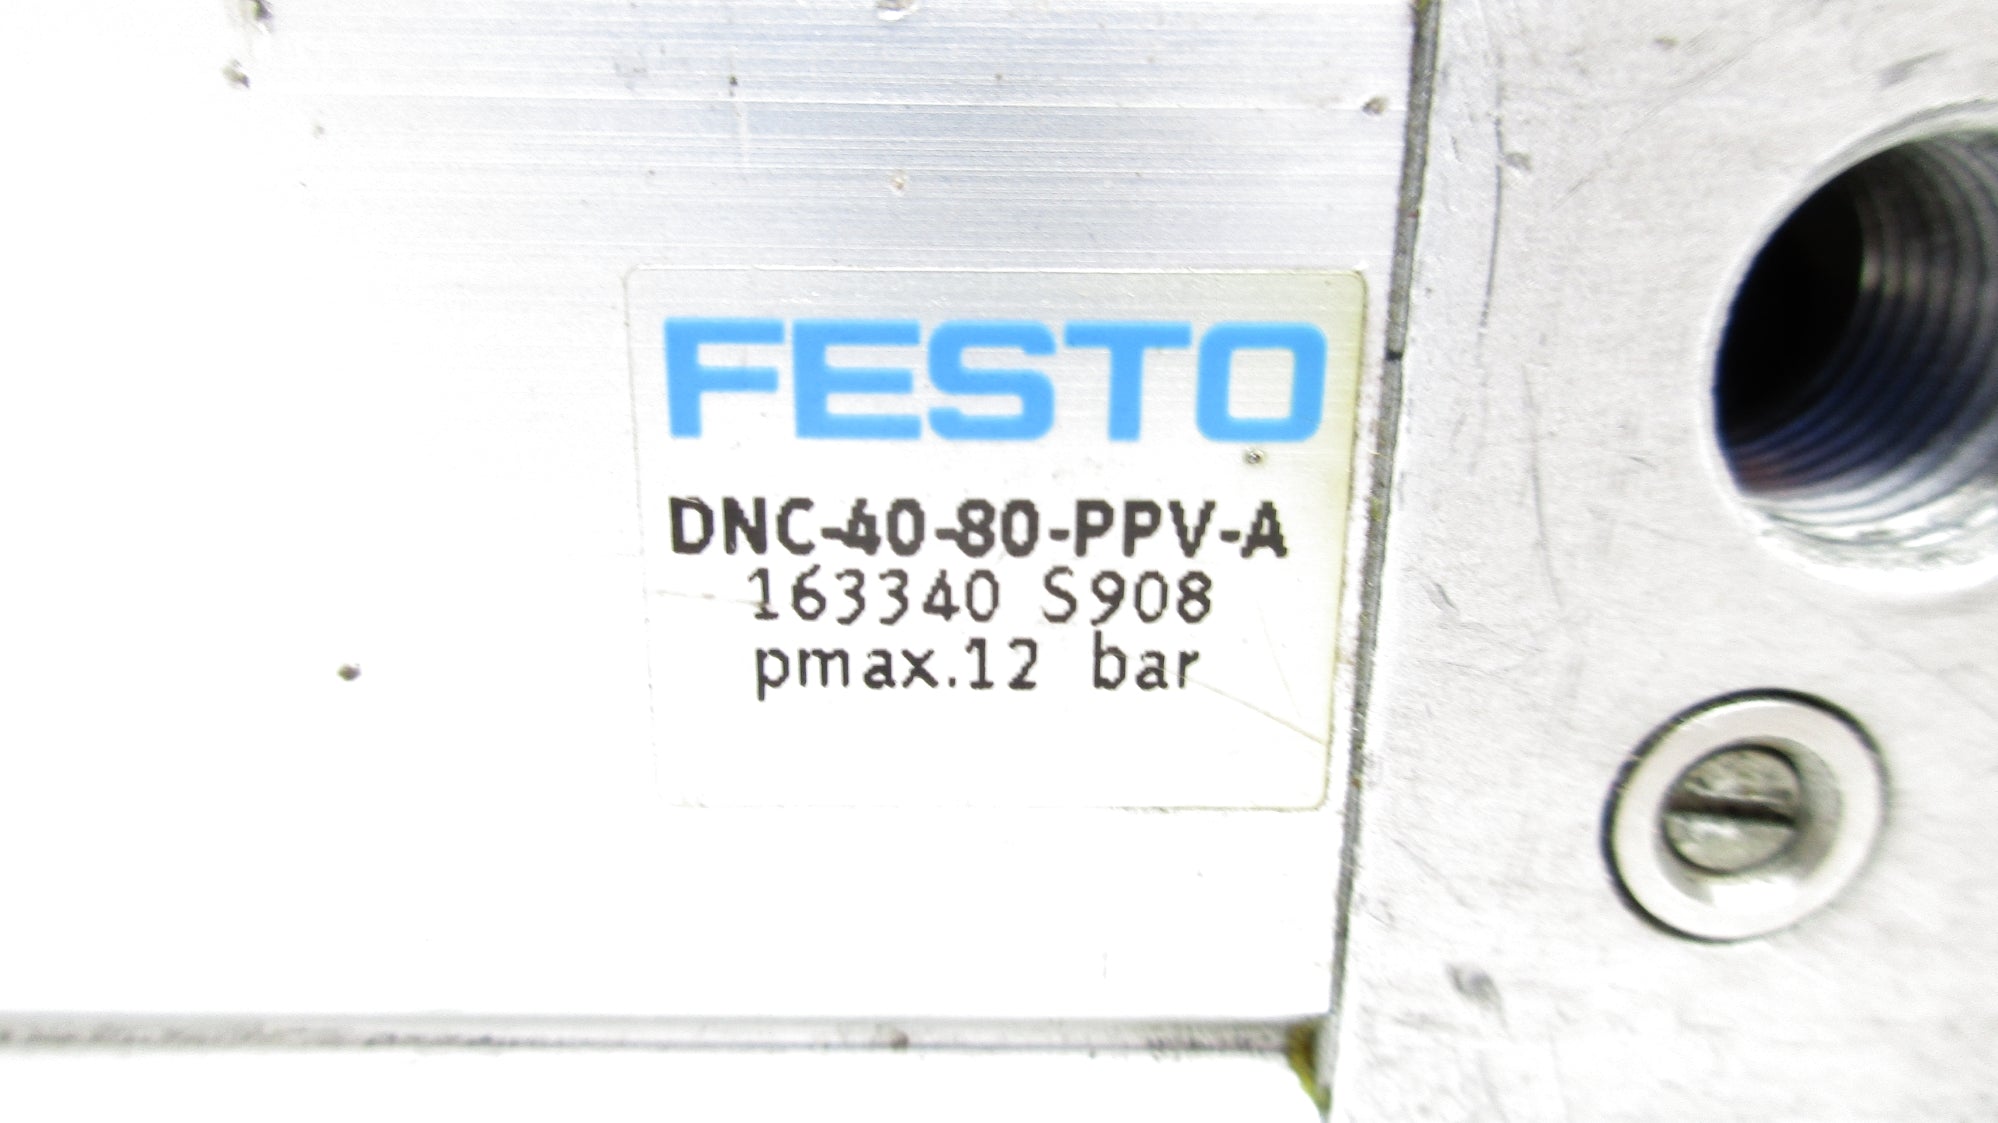 FESTO
DNC-40-80-PPV-A
163340 S908
pmax.12 bar